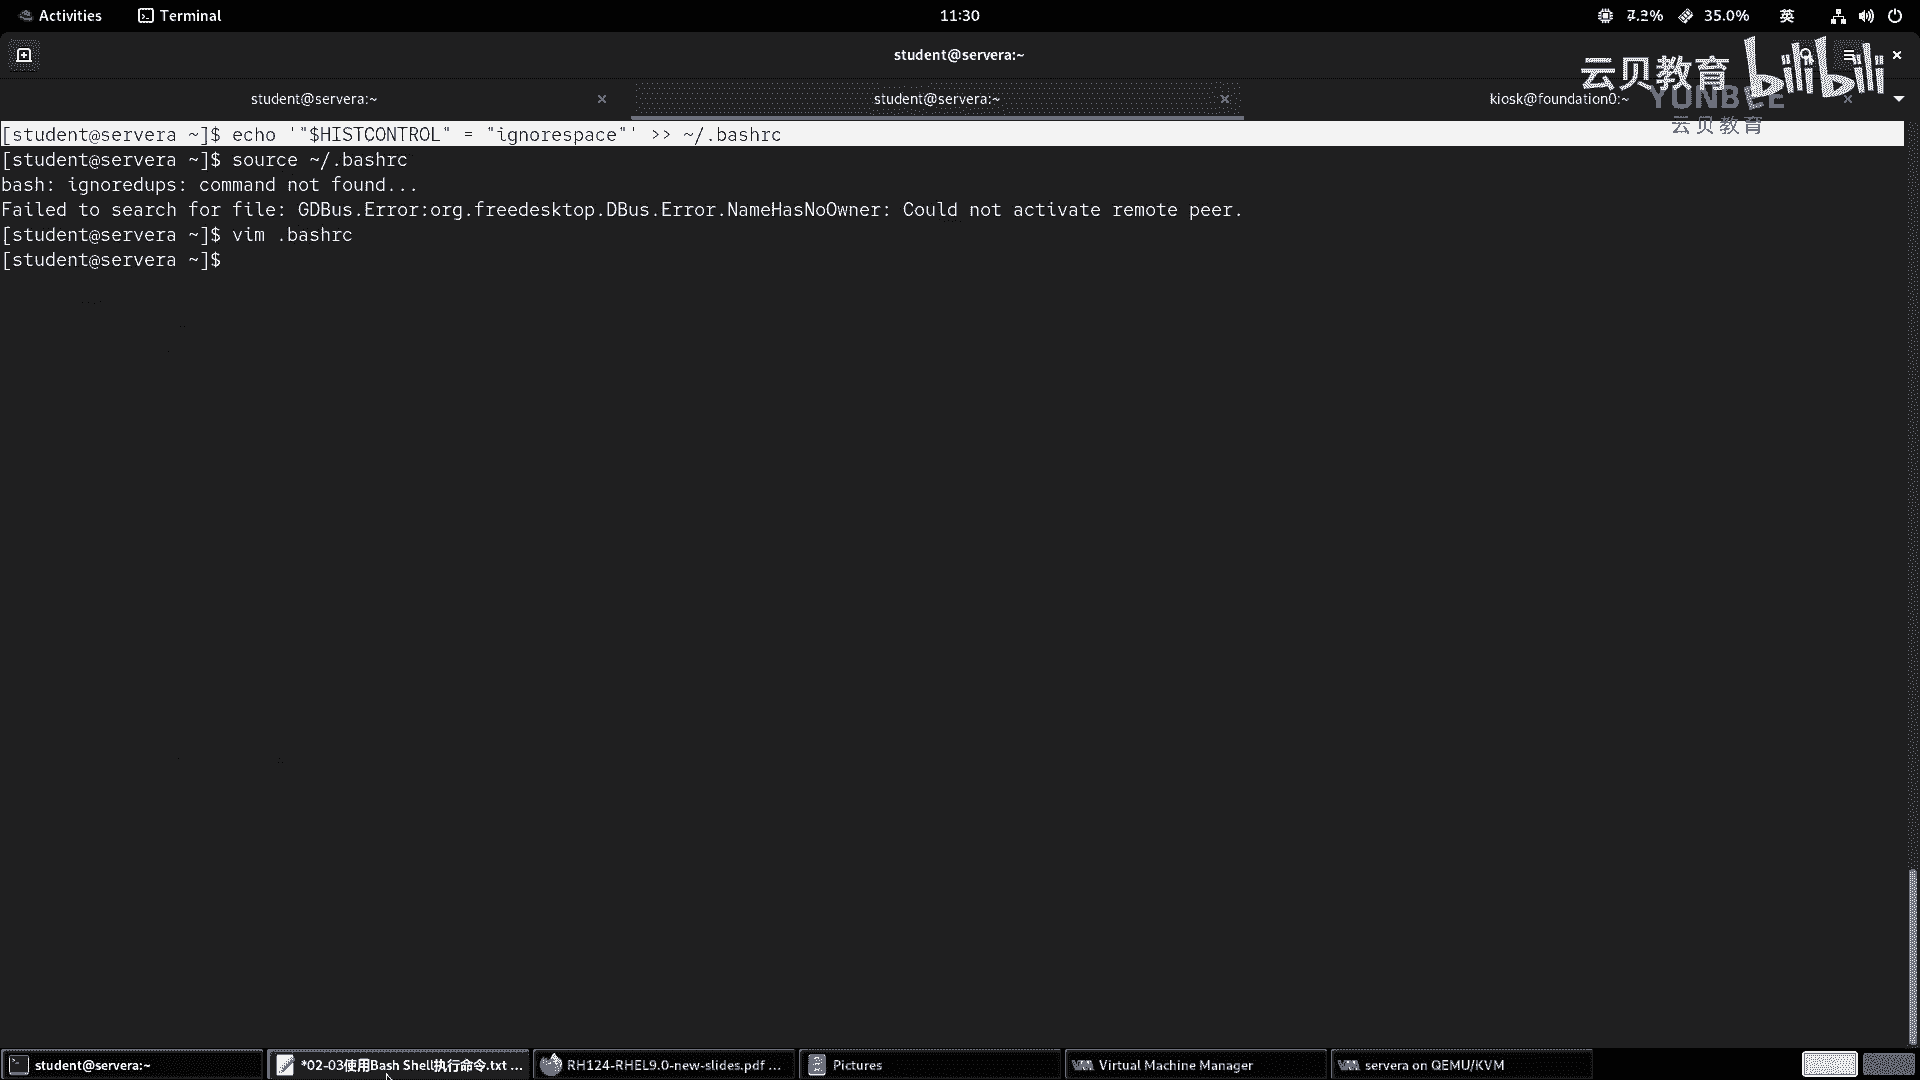 Activities Terminal 11:30 7.2% 35.0% 英
student@servera:~
云贝教育 bilibili
student@servera:~ student@servera:~ kiosk@foundation0:~
YUNBEE
云贝教育
[student@servera ~]$ echo '"$HISTCONTROL" = "ignorespace"' >> ~/.bashrc
[student@servera ~]$ source ~/.bashrc
bash: ignoredups: command not found...
Failed to search for file: GDBus.Error:org.freedesktop.DBus.Error.NameHasNoOwner: Could not activate remote peer.
[student@servera ~]$ vim .bashrc
[student@servera ~]$
student@servera:~ *02-03使用Bash Shell执行命令.txt ... RH124-RHEL9.0-new-slides.pdf ... Pictures Virtual Machine Manager servera on QEMU/KVM